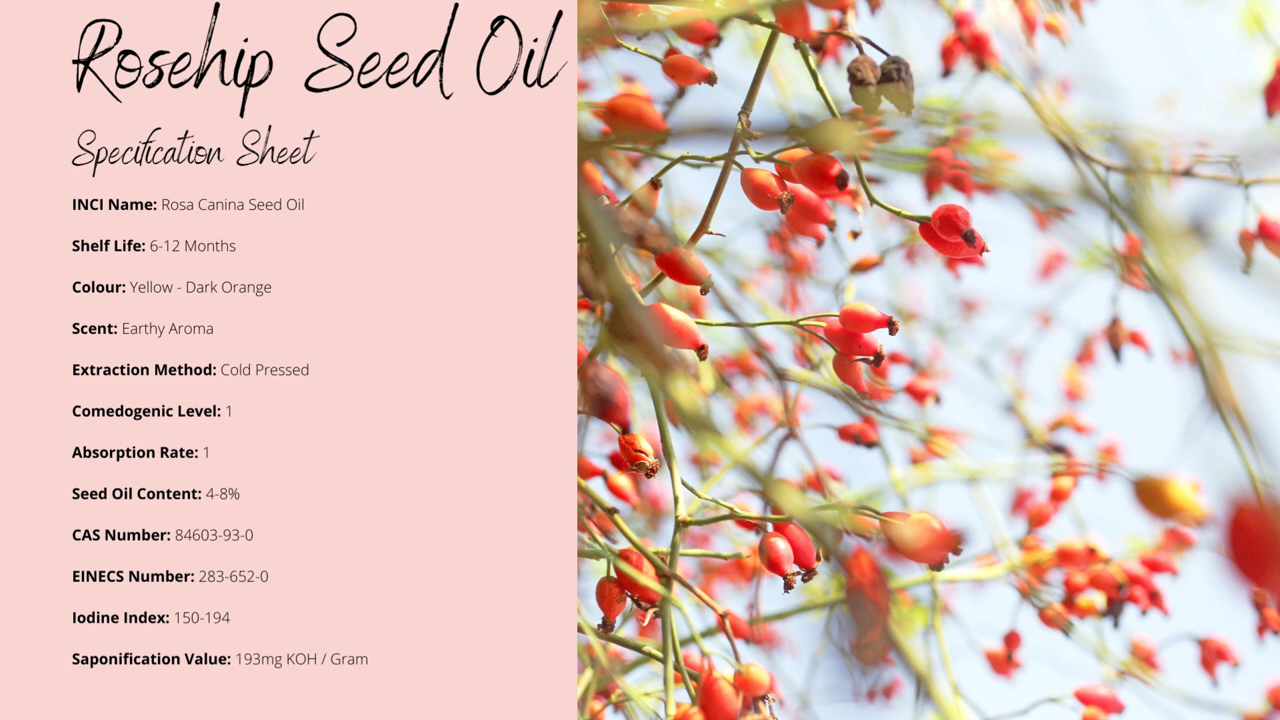 Rosehip Seed Oil
Specification Sheet
INCI Name: Rosa Canina Seed Oil
Shelf Life: 6-12 Months
Colour: Yellow - Dark Orange
Scent: Earthy Aroma
Extraction Method: Cold Pressed
Comedogenic Level: 1
Absorption Rate: 1
Seed Oil Content: 4-8%
CAS Number: 84603-93-0
EINECS Number: 283-652-0
Iodine Index: 150-194
Saponification Value: 193mg KOH / Gram